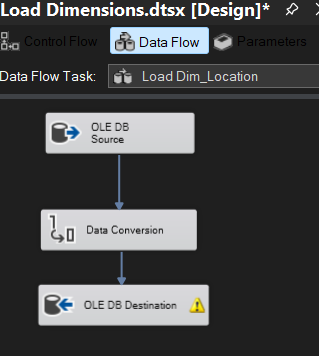 Load Dimensions.dtsx [Design]*
Control Flow Data Flow Parameters
Data Flow Task: Load Dim_Location
OLE DB
Source
Data Conversion
OLE DB Destination